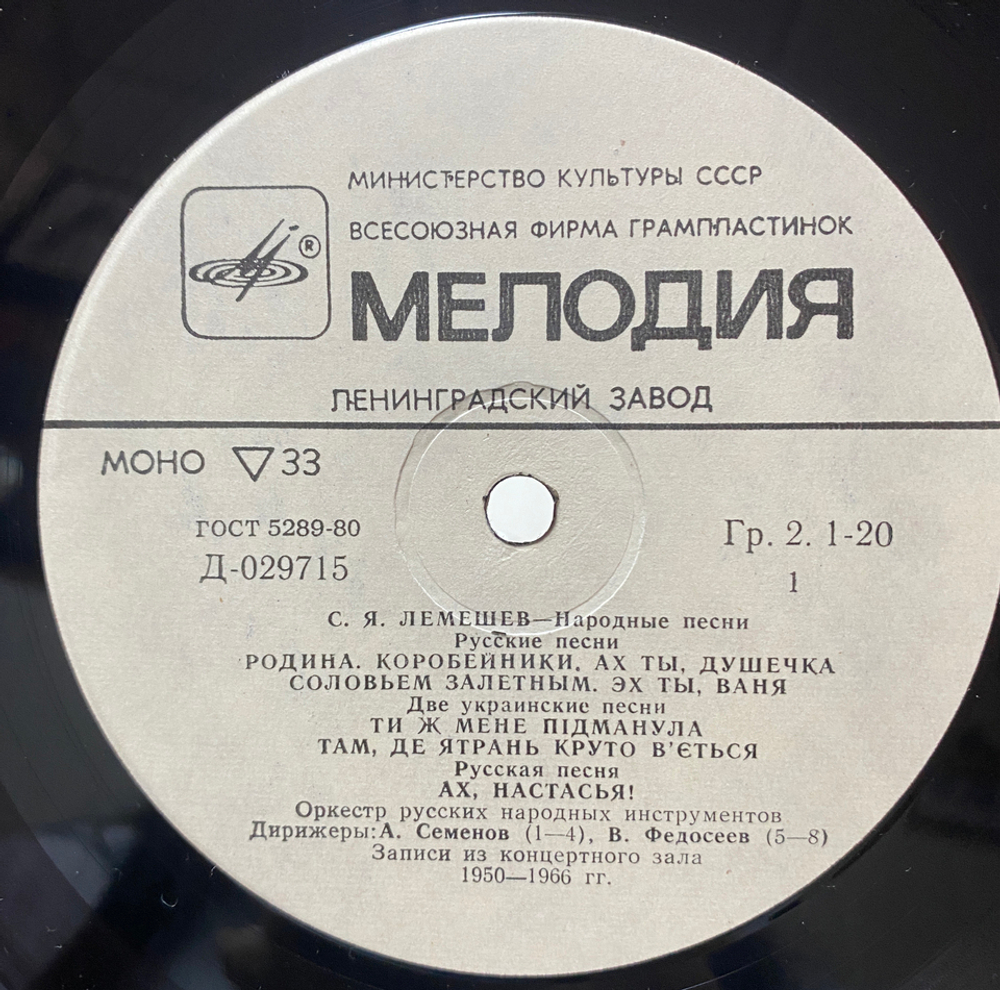 МИНИСТЕРСТВО КУЛЬТУРЫ СССР
ВСЕСОЮЗНАЯ ФИРМА ГРАМПЛАСТИНОК
®
МЕЛОДИЯ
ЛЕНИНГРАДСКИЙ ЗАВОД
МОНО ▽ 33
ГОСТ 5289-80
Гр. 2. 1-20
Д-029715
1
С. Я. ЛЕМЕШЕВ—Народные песни
Русские песни
РОДИНА. КОРОБЕЙНИКИ. АХ ТЫ, ДУШЕЧКА
СОЛОВЬЕМ ЗАЛЕТНЫМ. ЭХ ТЫ, ВАНЯ
Две украинские песни
ТИ Ж МЕНЕ ПІДМАНУЛА
ТАМ, ДЕ ЯТРАНЬ КРУТО В'ЄТЬСЯ
Русская песня
АХ, НАСТАСЬЯ!
Оркестр русских народных инструментов
Дирижеры:А. Семенов (1—4), В. Федосеев (5—8)
Записи из концертного зала
1950—1966 гг.